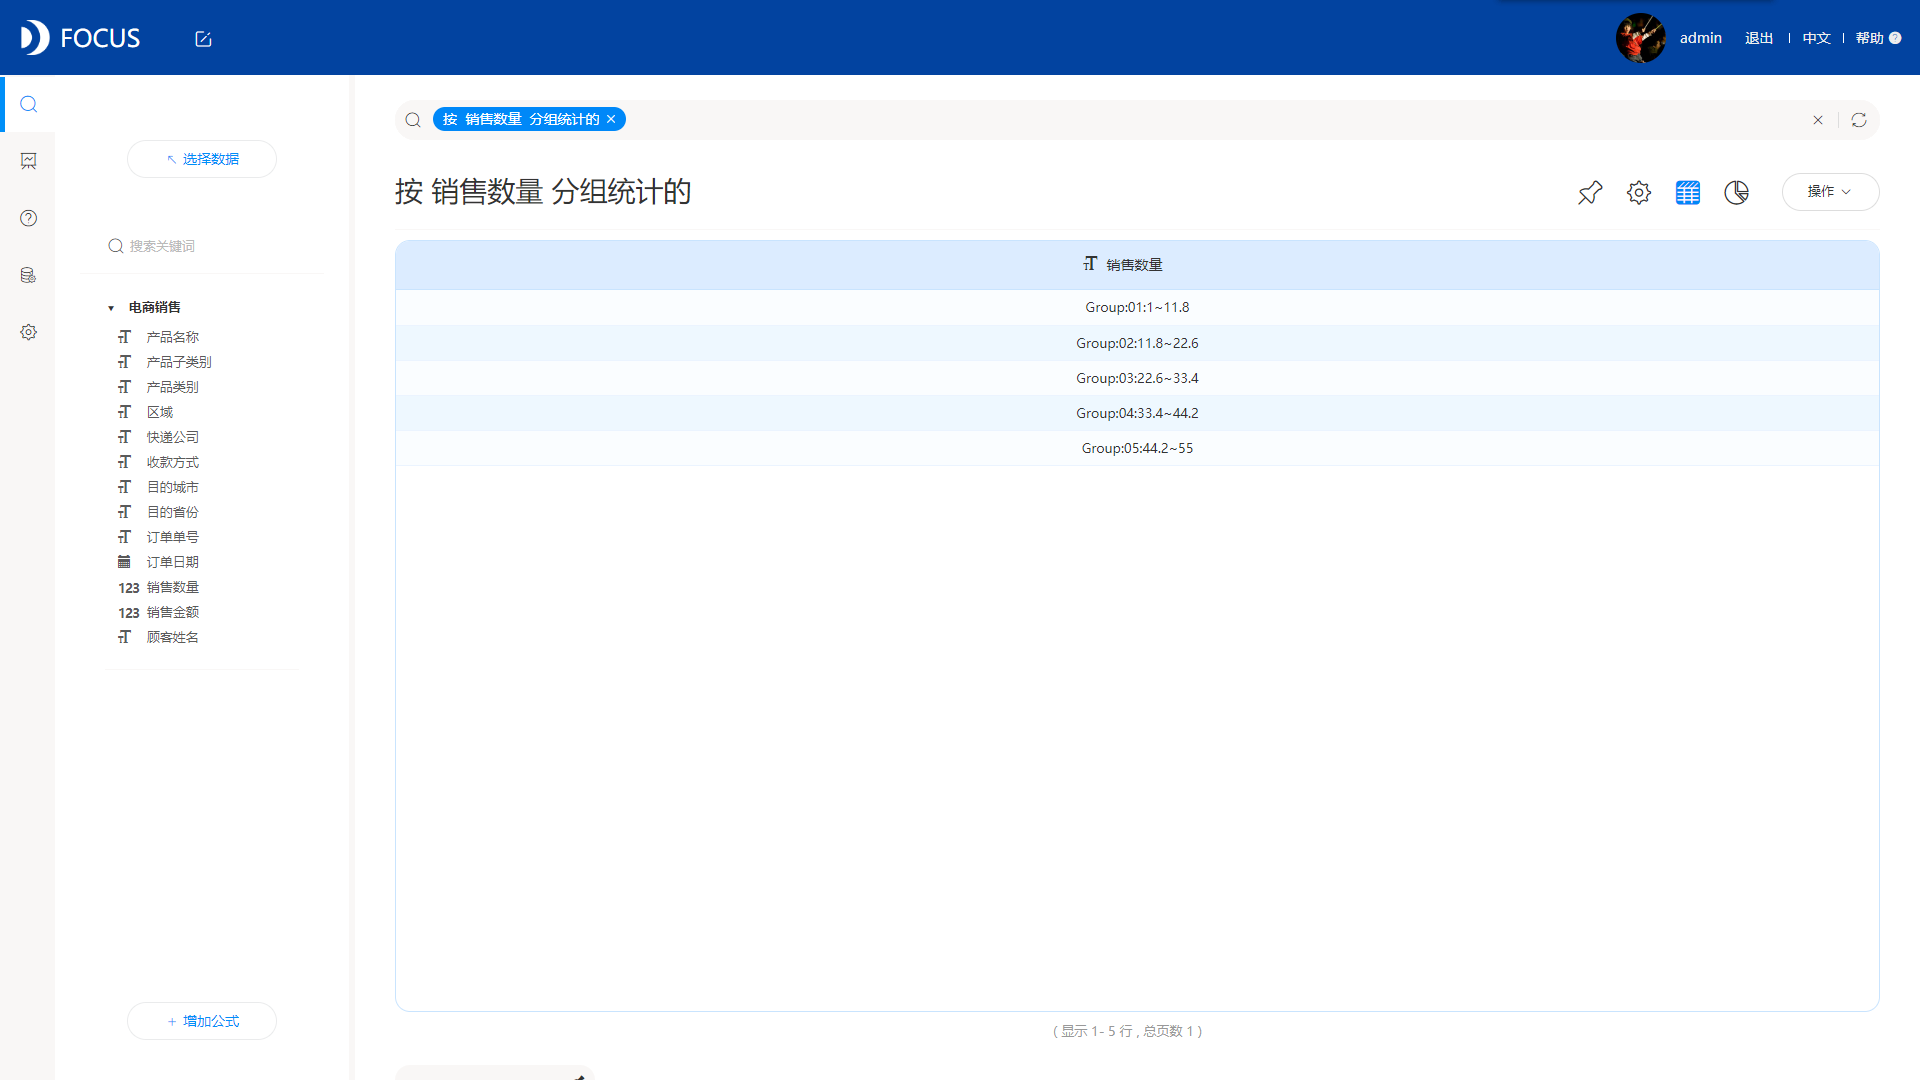 FOCUS
admin 退出 中文 帮助 ?
选择数据
搜索关键词
电商销售
产品名称
产品子类别
产品类别
区域
快递公司
收款方式
目的城市
目的省份
订单单号
订单日期
123 销售数量
123 销售金额
顾客姓名
+ 增加公式
按 销售数量 分组统计的 ×
按 销售数量 分组统计的
操作
销售数量
Group:01:1~11.8
Group:02:11.8~22.6
Group:03:22.6~33.4
Group:04:33.4~44.2
Group:05:44.2~55
( 显示 1- 5 行 , 总页数 1 )